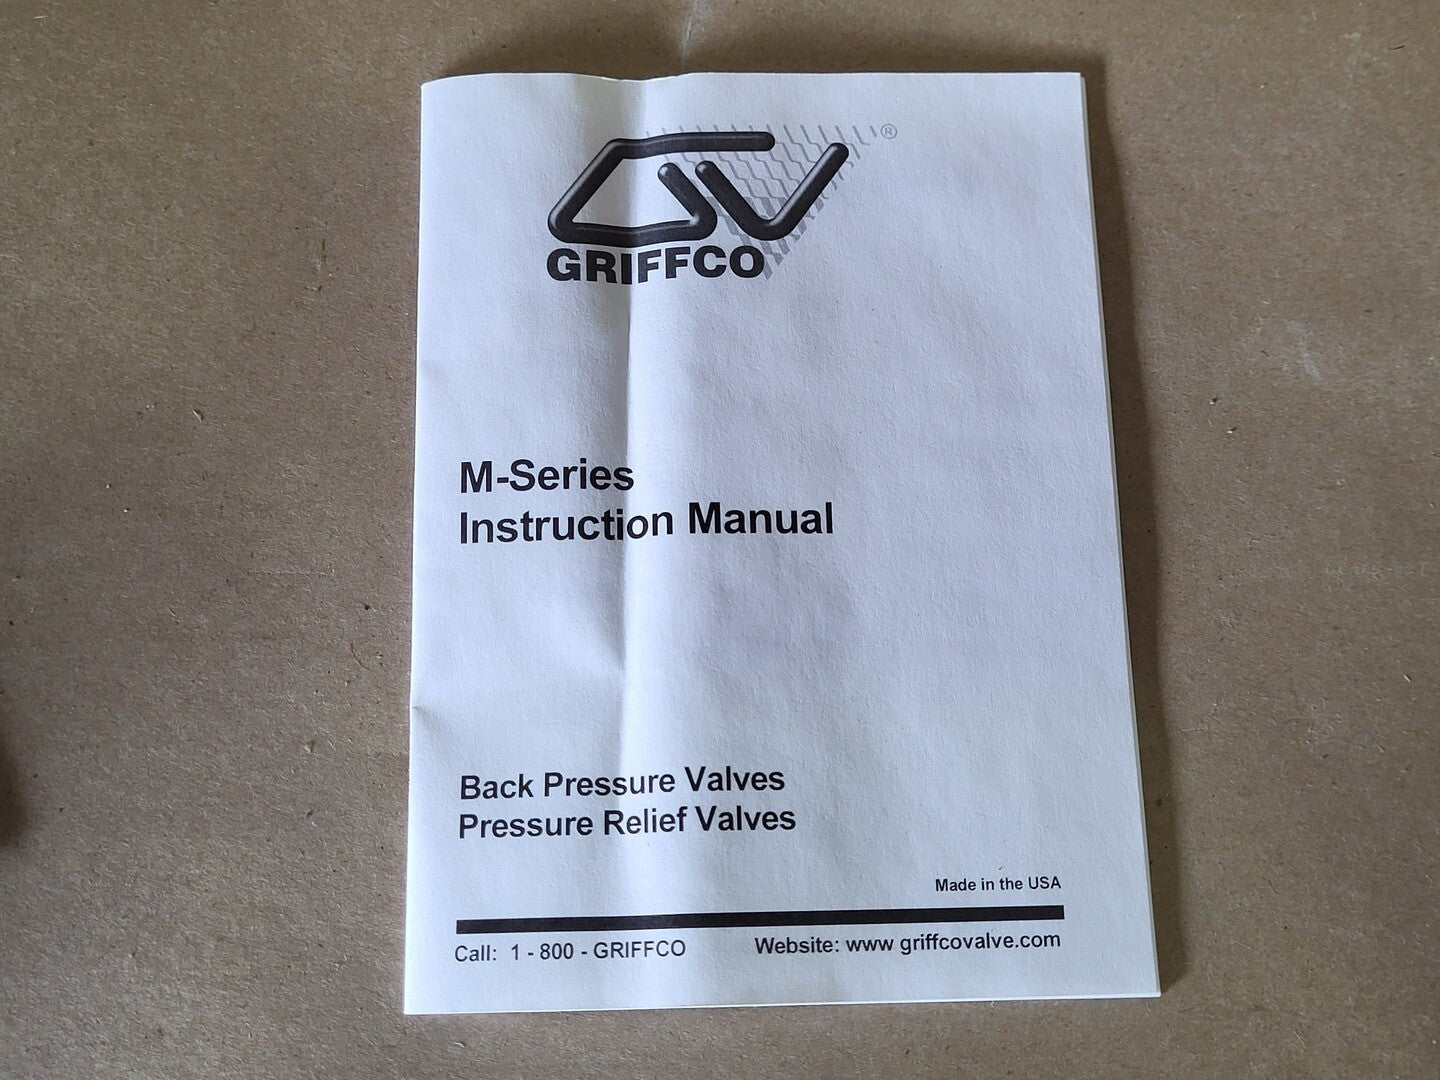 GV®
GRIFFCO
M-Series
Instruction Manual
Back Pressure Valves
Pressure Relief Valves
Made in the USA
Call: 1 - 800 - GRIFFCO
Website: www griffcovalve.com